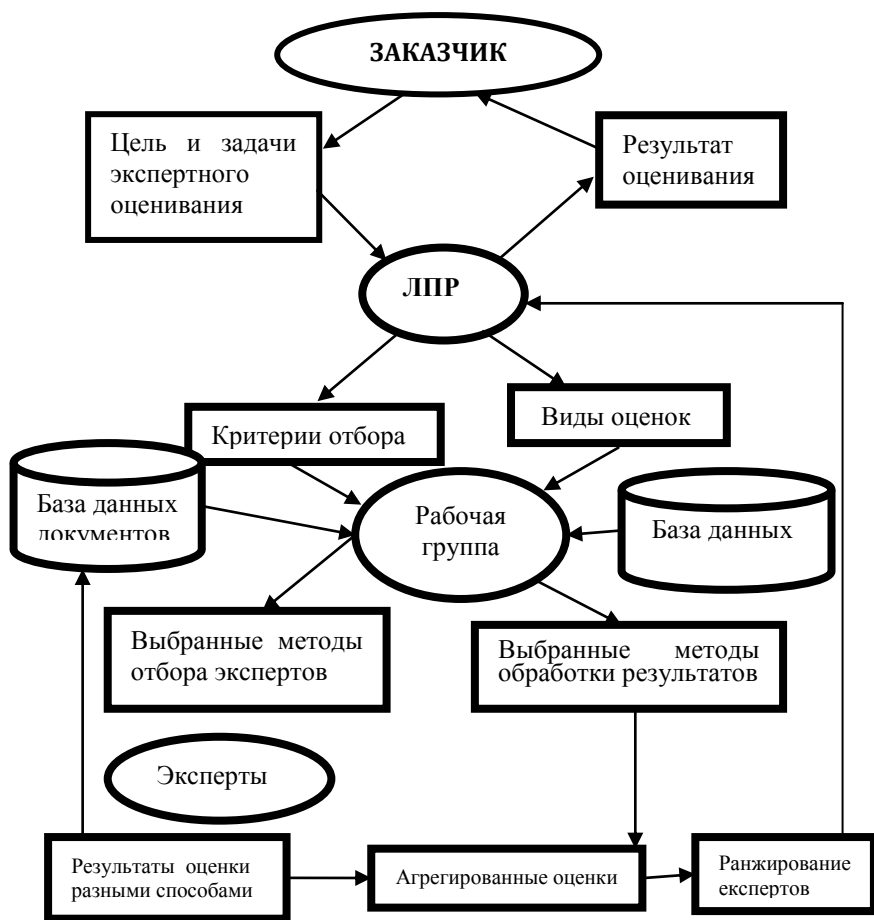 ЗАКАЗЧИК
Цель и задачи
экспертного
оценивания
Результат
оценивания
ЛПР
Критерии отбора
Виды оценок
База данных
документов
Рабочая
группа
База данных
Выбранные методы
отбора экспертов
Выбранные методы
обработки результатов
Эксперты
Результаты оценки
разными способами
Агрегированные оценки
Ранжирование
експертов